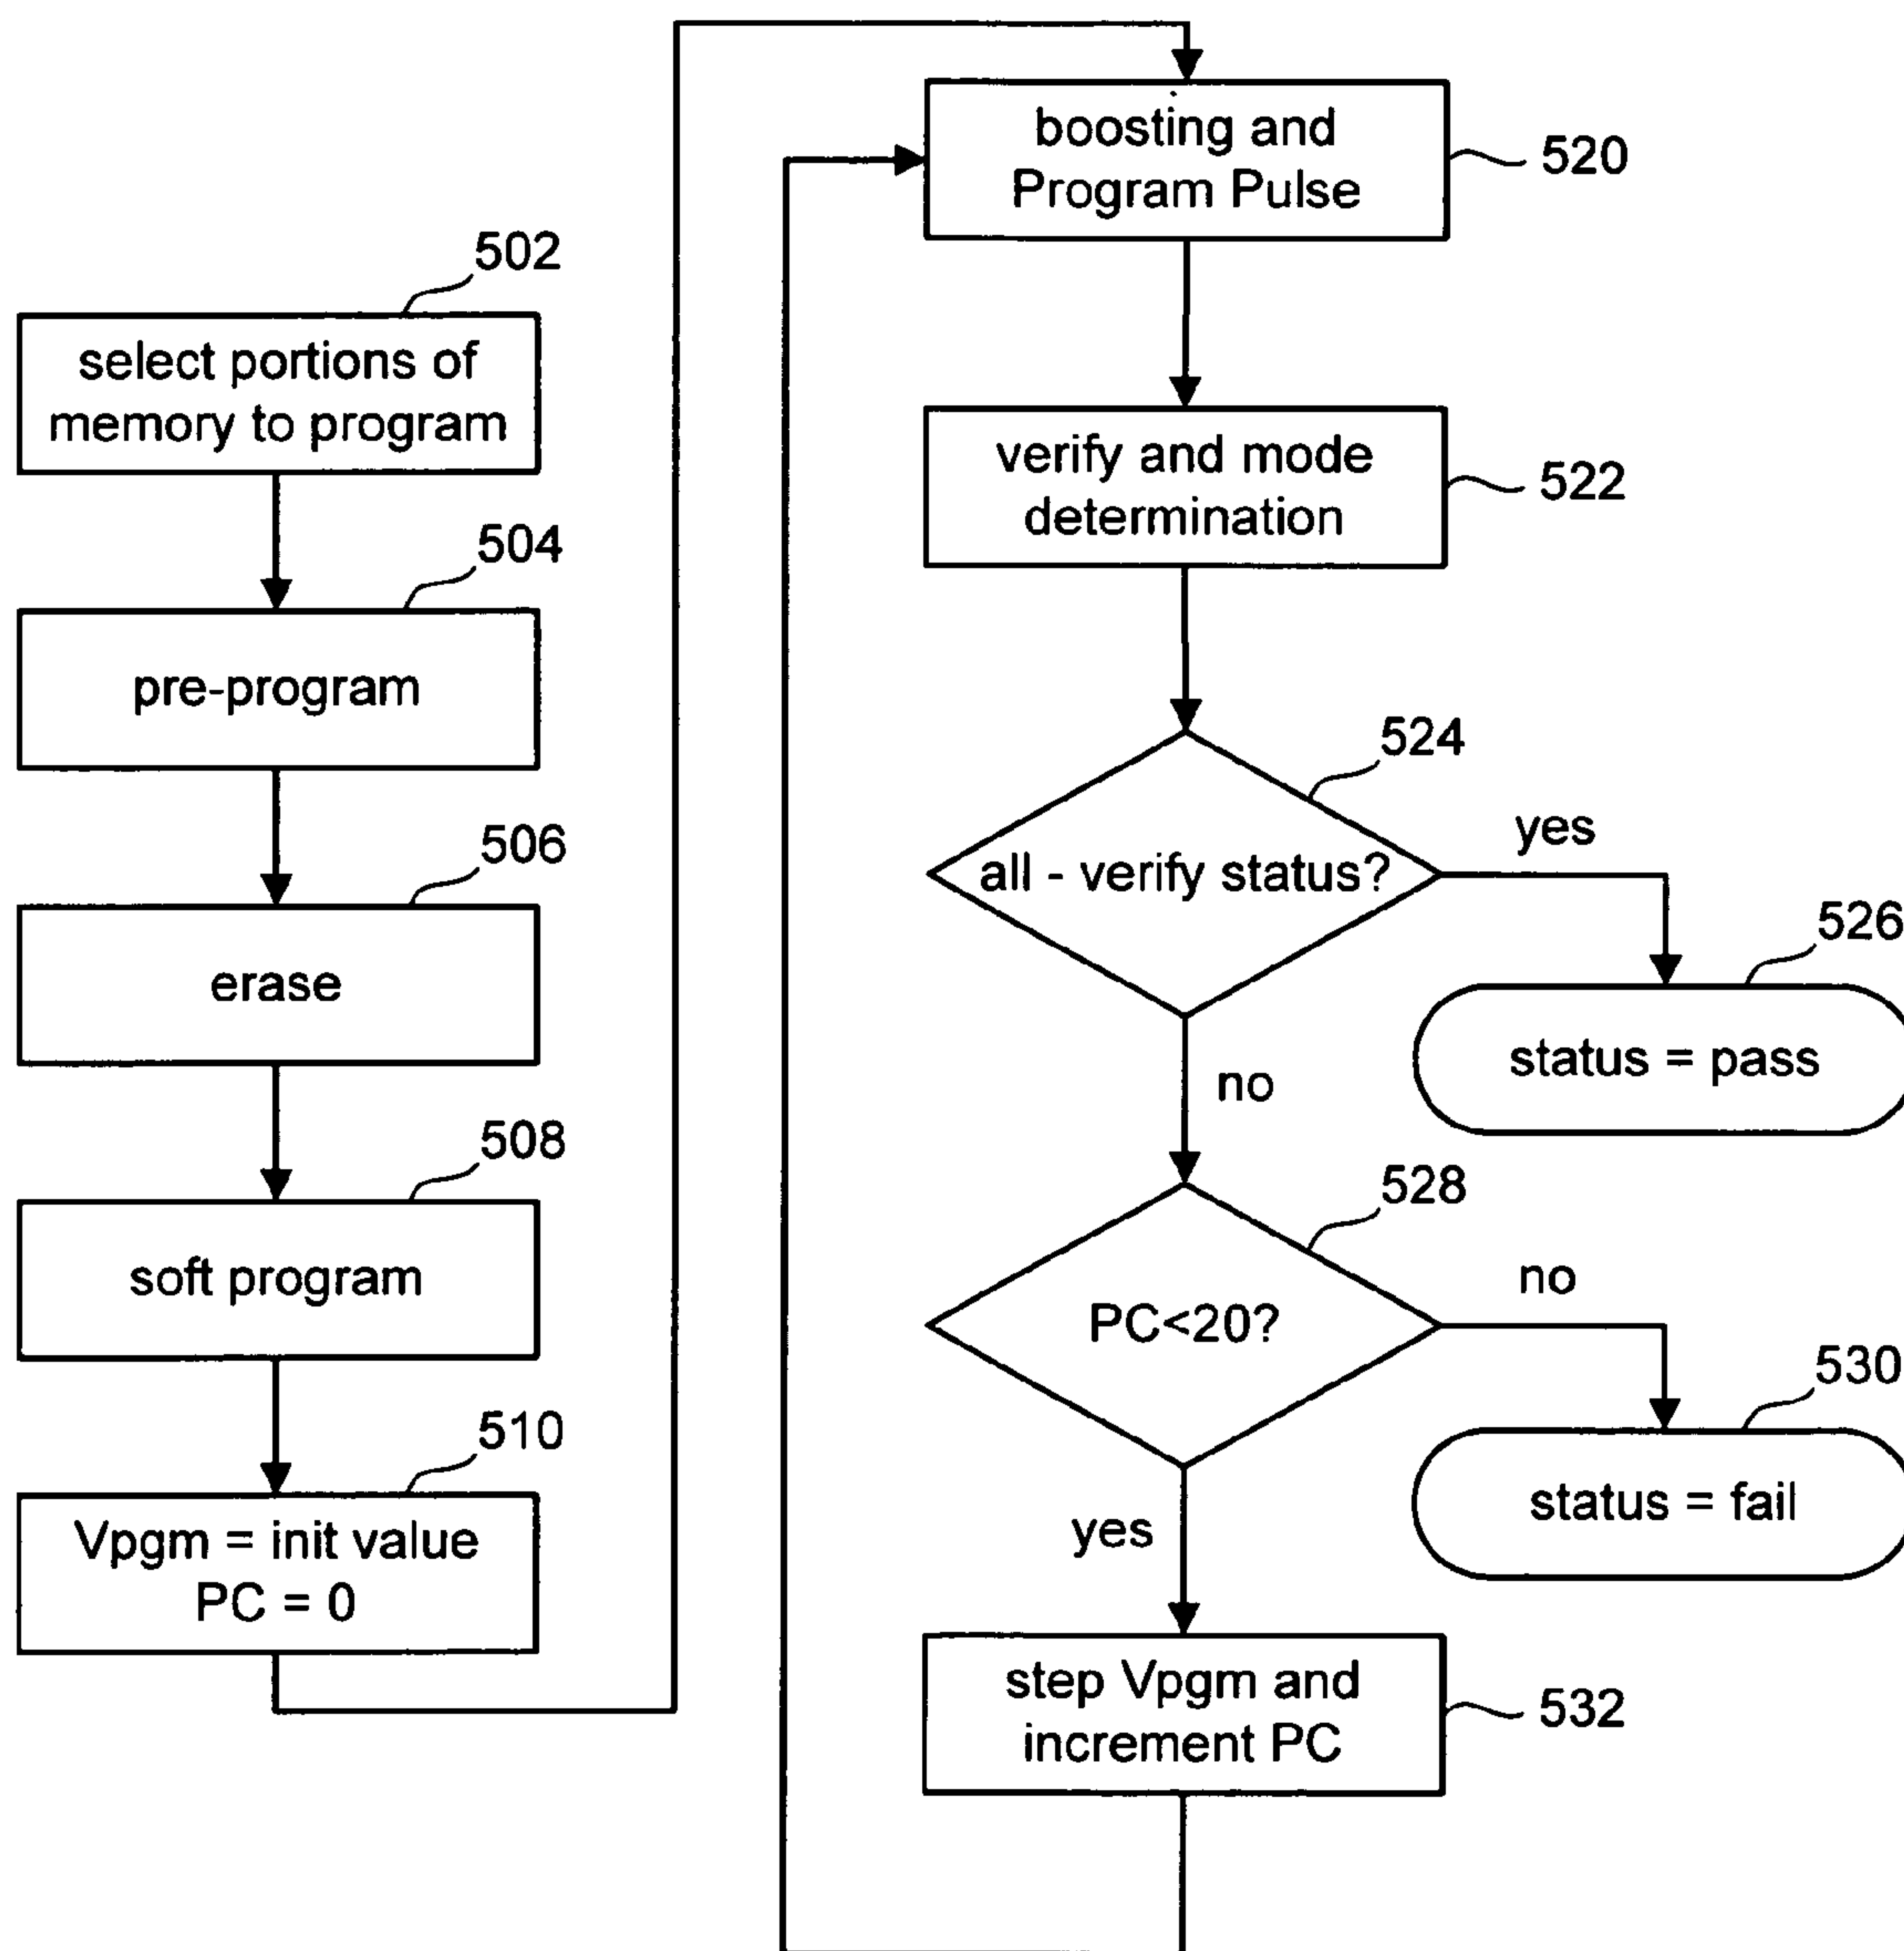 502
select portions of
memory to program
504
pre-program
506
erase
508
soft program
510
Vpgm = init value
PC = 0
boosting and
Program Pulse
520
verify and mode
determination
522
524
all - verify status?
yes
526
status = pass
no
528
PC<20?
no
530
status = fail
yes
step Vpgm and
increment PC
532